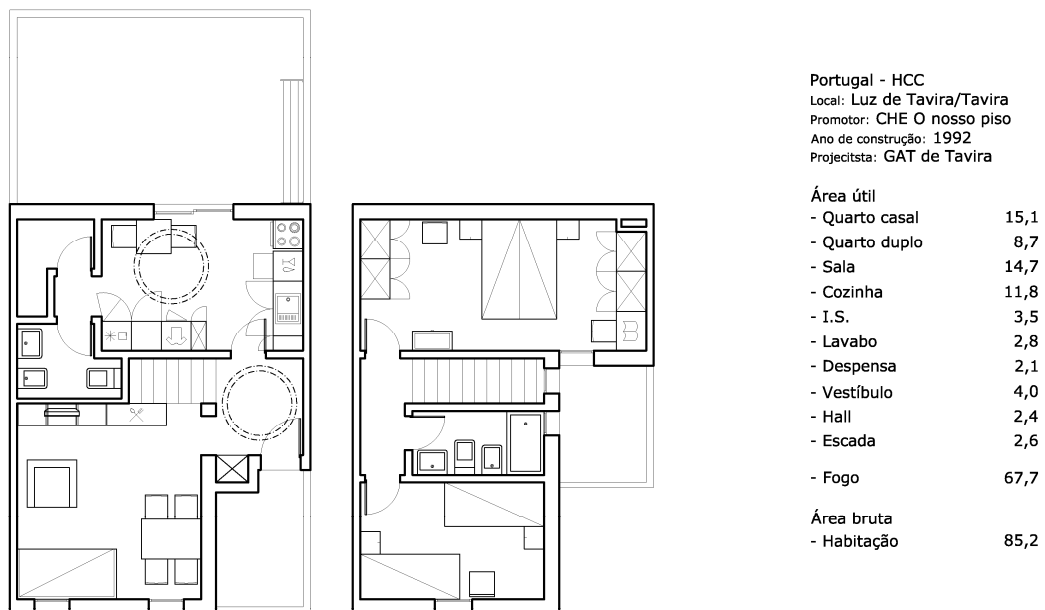 Portugal - HCC
Local: Luz de Tavira/Tavira
Promotor: CHE O nosso piso
Ano de construção: 1992
Projecitsta: GAT de Tavira
Área útil
- Quarto casal 15,1
- Quarto duplo 8,7
- Sala 14,7
- Cozinha 11,8
- I.S. 3,5
- Lavabo 2,8
- Despensa 2,1
- Vestíbulo 4,0
- Hall 2,4
- Escada 2,6
- Fogo 67,7
Área bruta
- Habitação 85,2